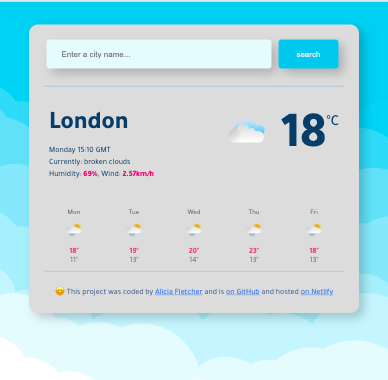 Enter a city name...
search
London
18°C
Monday 15:10 GMT
Currently: broken clouds
Humidity: 69%, Wind: 2.57km/h
Mon Tue Wed Thu Fri
18° 19° 20° 23° 18°
11° 13° 14° 13° 13°
😊 This project was coded by Alicia Fletcher and is on GitHub and hosted on Netlify